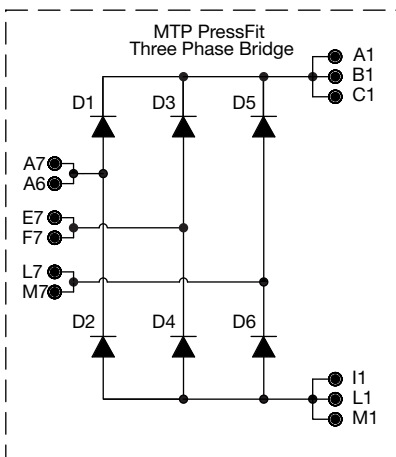 MTP PressFit
Three Phase Bridge
A1
B1
C1
D1 D3 D5
A7
A6
E7
F7
L7
M7
D2 D4 D6
I1
L1
M1